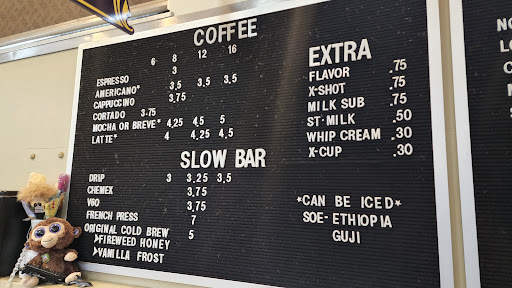 COFFEE
6 8 12 16
ESPRESSO 3
AMERICANO* 3,5 3,5 3,5
CAPPUCCINO 3,75
CORTADO 3.75
MOCHA OR BREVE* 4,25 4,5 5
LATTE* 4 4,25 4,5
SLOW BAR
DRIP 3 3,25 3,5
CHEMEX 3,75
V60 3,75
FRENCH PRESS 7
ORIGINAL COLD BREW 5
>FIREWEED HONEY
>VANILLA FROST
EXTRA
FLAVOR .75
X-SHOT .75
MILK SUB .75
ST·MILK .50
WHIP CREAM .30
X-CUP .30
*CAN BE ICED*
SOE-ETHIOPIA
GUJI